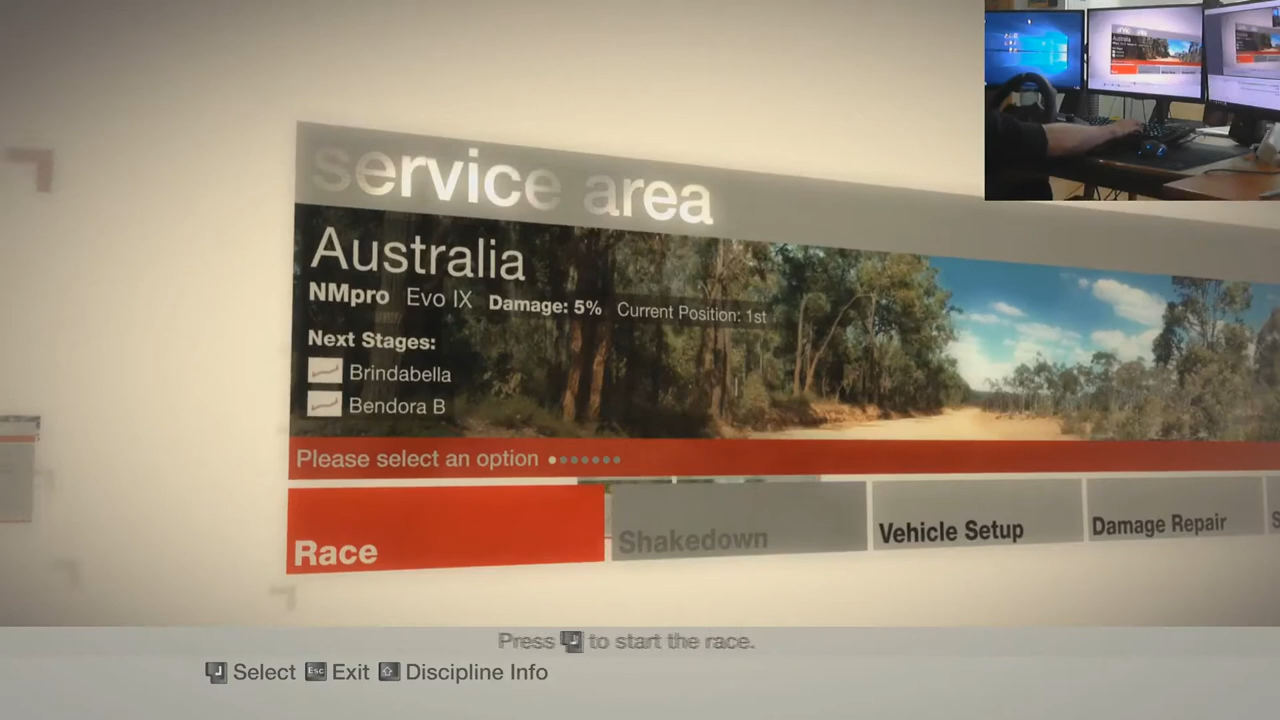 service area
Australia
NMpro Evo IX Damage: 5% Current Position: 1st
Next Stages:
Brindabella
Bendora B
Please select an option
Race
Shakedown
Vehicle Setup
Damage Repair
Press to start the race.
Select Esc Exit Discipline Info